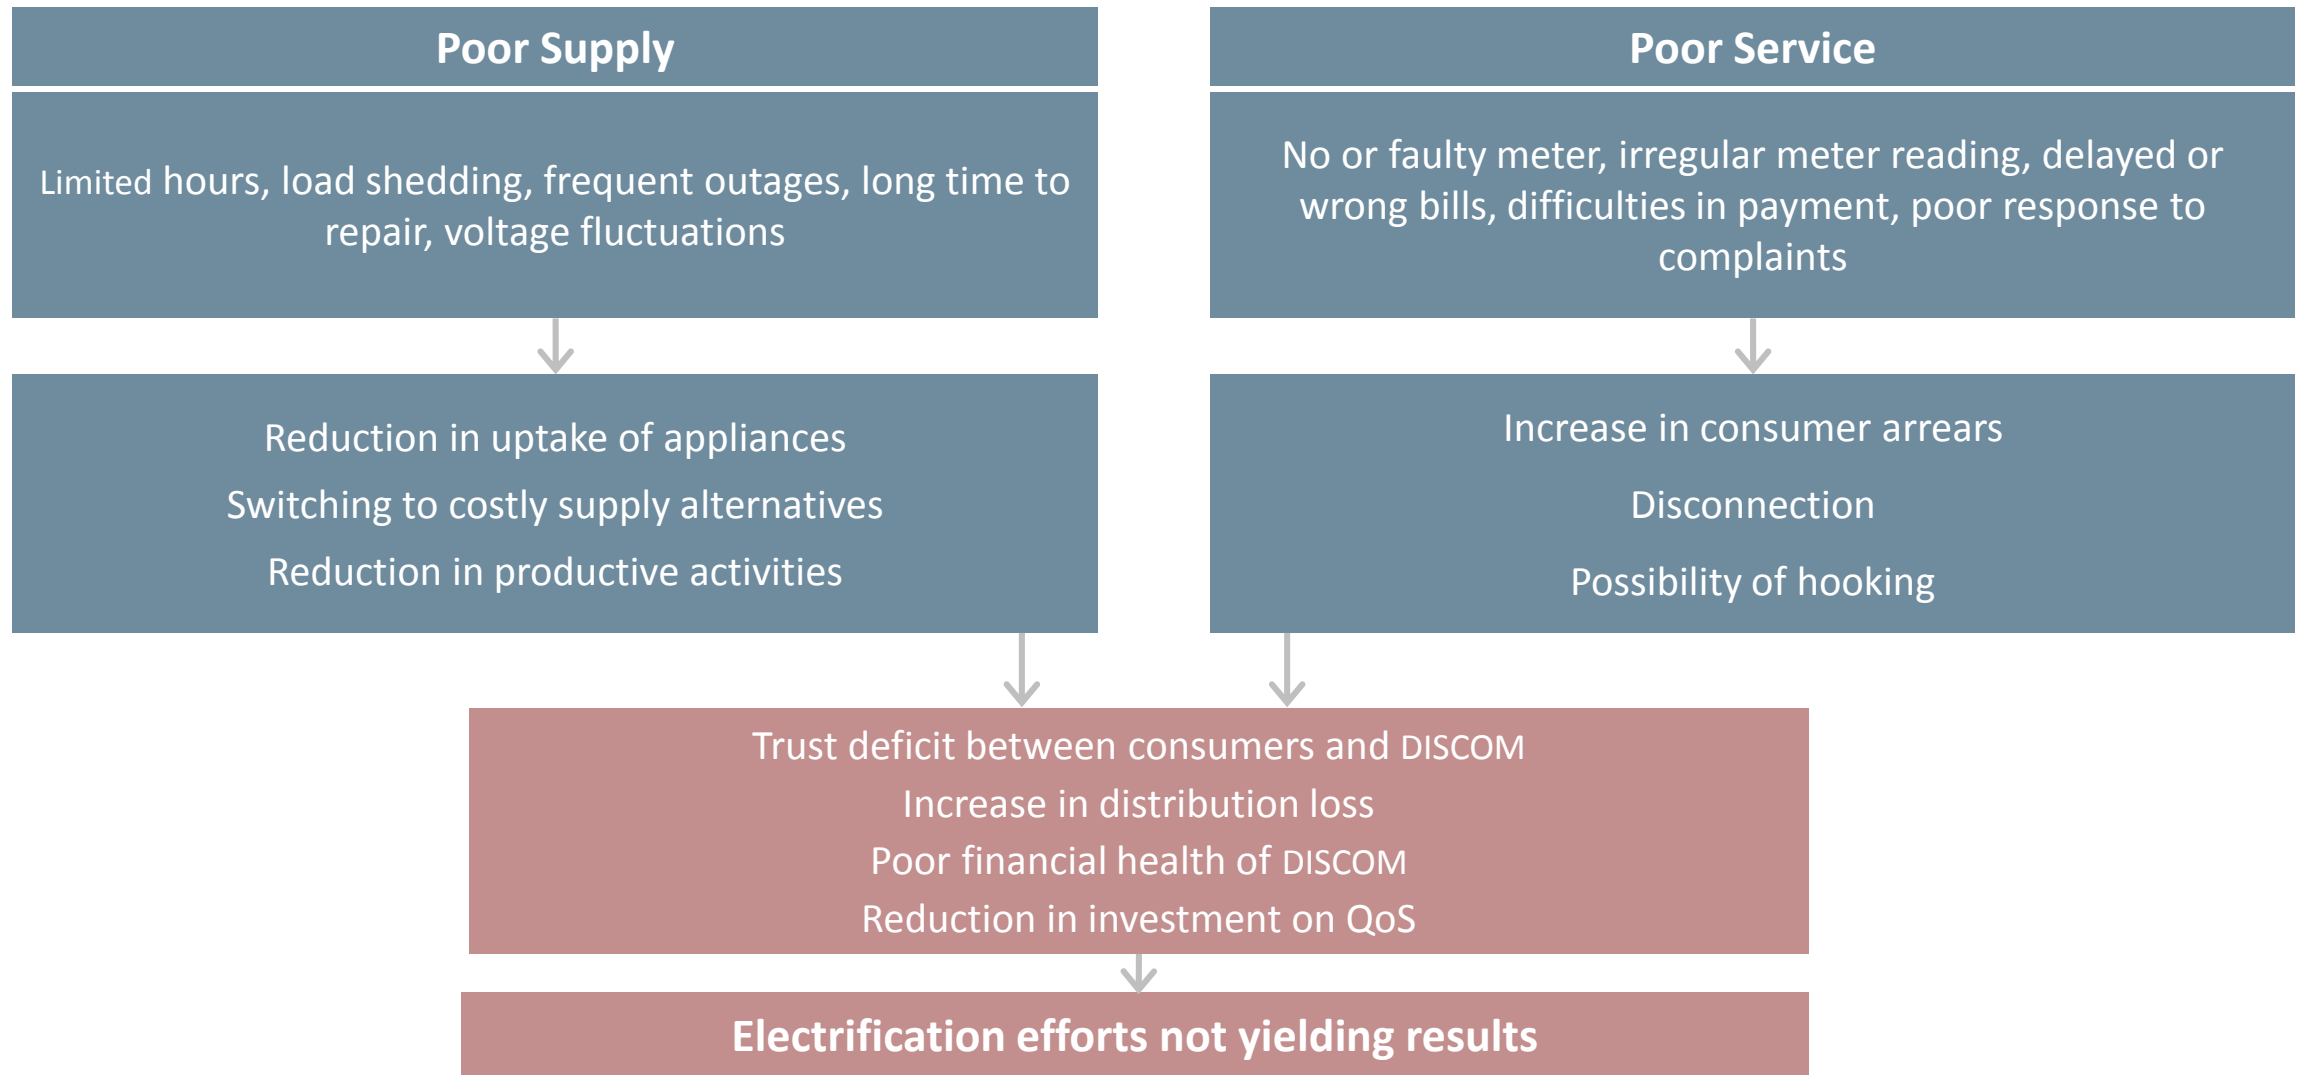 Poor Supply
Limited hours, load shedding, frequent outages, long time to
repair, voltage fluctuations
Reduction in uptake of appliances
Switching to costly supply alternatives
Reduction in productive activities
Poor Service
No or faulty meter, irregular meter reading, delayed or
wrong bills, difficulties in payment, poor response to
complaints
Increase in consumer arrears
Disconnection
Possibility of hooking
Trust deficit between consumers and DISCOM
Increase in distribution loss
Poor financial health of DISCOM
Reduction in investment on QoS
Electrification efforts not yielding results